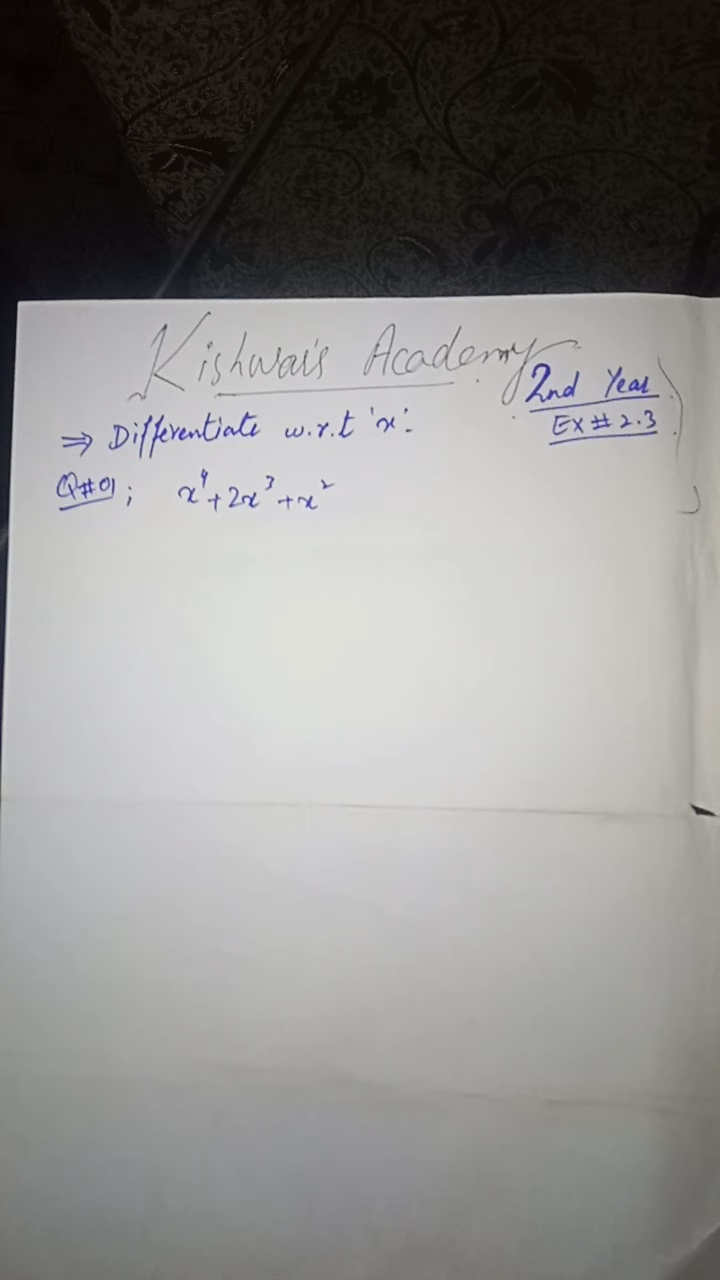 Kishwar's Academy
2nd Year
Ex # 2.3
⇒ Differentiate w.r.t 'x'.
Q#01; x⁴+2x³+x²